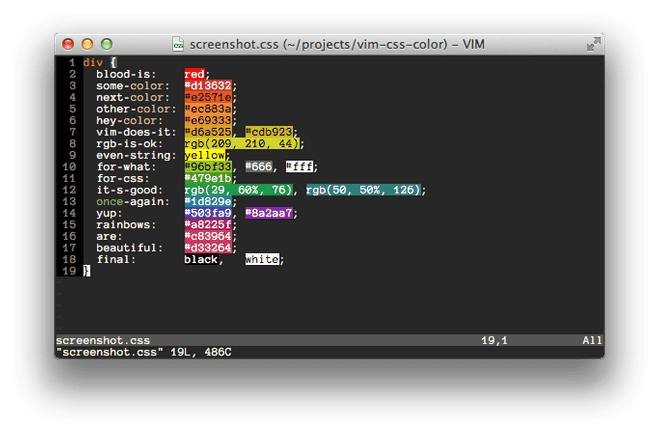 screenshot.css (~/projects/vim-css-color) – VIM
1 div {
2   blood-is:    red;
3   some-color:  #d13632;
4   next-color:  #e2571e;
5   other-color: #ec883a;
6   hey-color:   #e69333;
7   vim-does-it: #d6a525, #cdb923;
8   rgb-is-ok:   rgb(209, 210, 44);
9   even-string: yellow;
10   for-what:    #96bf33, #666, #fff;
11   for-css:     #479e1b;
12   it-s-good:   rgb(29, 60%, 76), rgb(50, 50%, 126);
13   once-again:  #1d829e;
14   yup:         #503fa9, #8a2aa7;
15   rainbows:    #a8225f;
16   are:         #c83964;
17   beautiful:   #d33264;
18   final:       black,   white;
19 }
~
~
~
~
~
screenshot.css 19,1 All
"screenshot.css" 19L, 486C